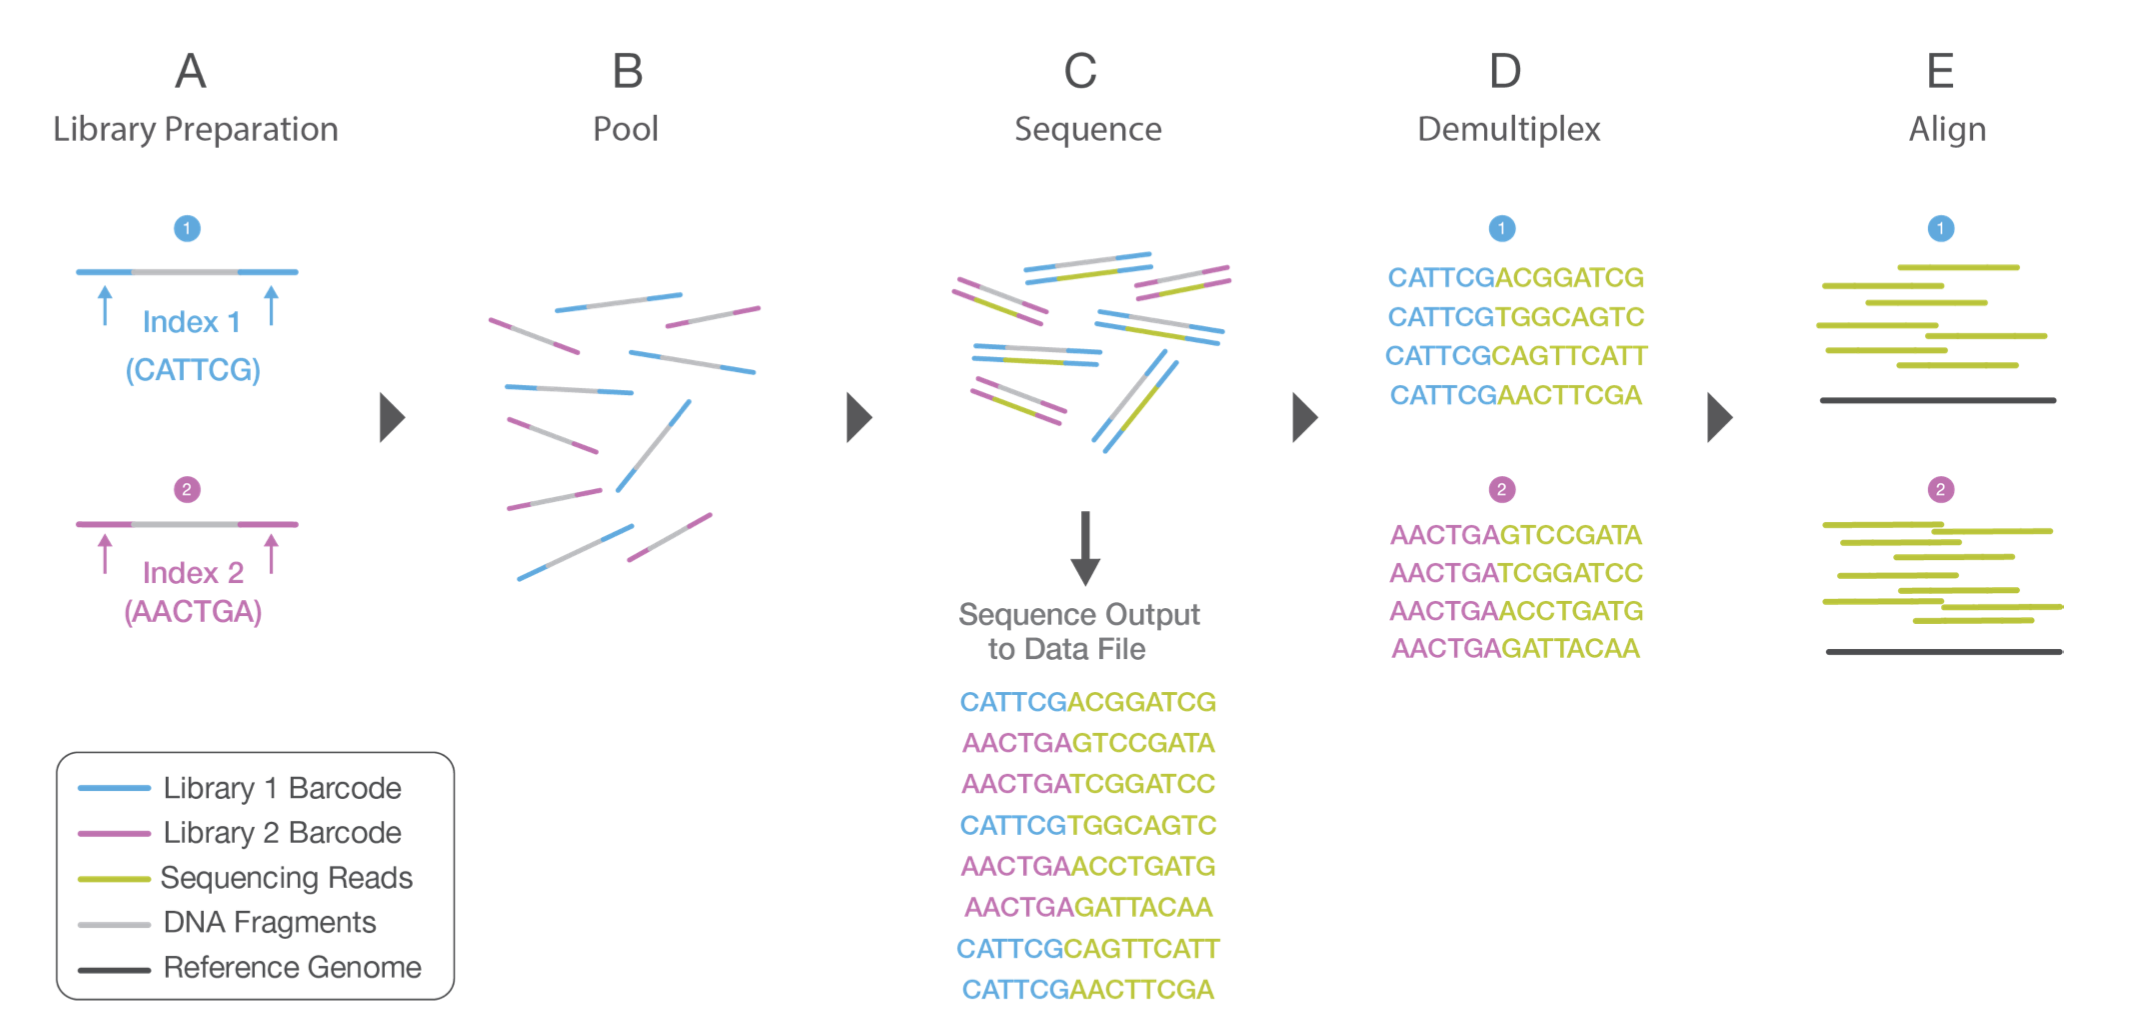 A
Library Preparation
1
Index 1
(CATTCG)
2
Index 2
(AACTGA)
B
Pool
C
Sequence
Sequence Output
to Data File
CATTCGACGGATCG
AACTGAGTCCGATA
AACTGATCGGATCC
CATTCGTGGCAGTC
AACTGAACCTGATG
AACTGAGATTACAA
CATTCGCAGTTCATT
CATTCGAACTTCGA
D
Demultiplex
1
CATTCGACGGATCG
CATTCGTGGCAGTC
CATTCGCAGTTCATT
CATTCGAACTTCGA
2
AACTGAGTCCGATA
AACTGATCGGATCC
AACTGAACCTGATG
AACTGAGATTACAA
E
Align
1
2
Library 1 Barcode
Library 2 Barcode
Sequencing Reads
DNA Fragments
Reference Genome